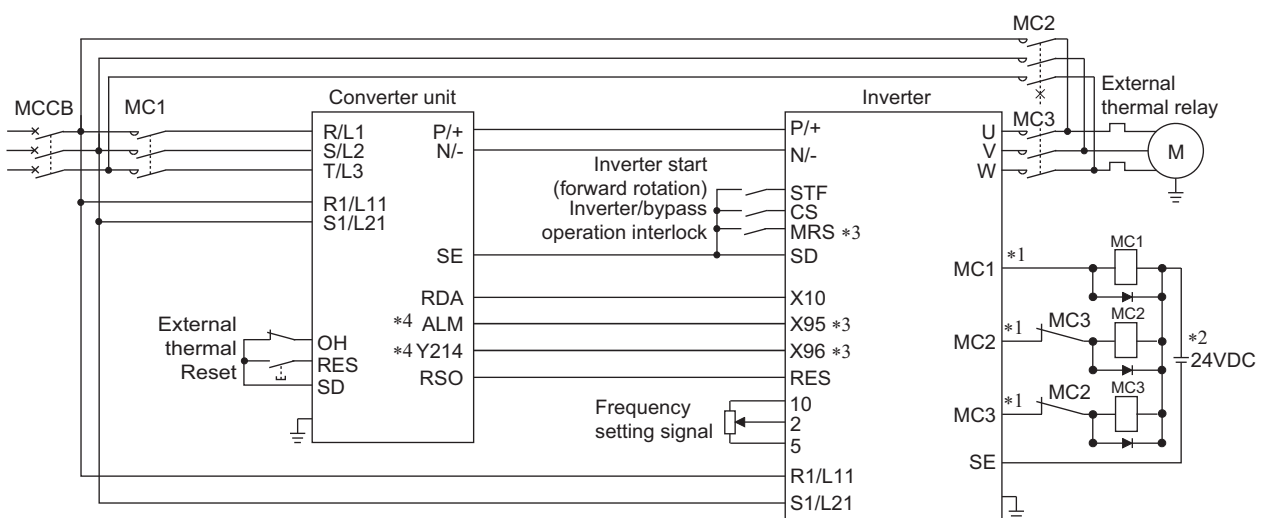 MC2
MCCB
MC1
Converter unit
Inverter
External
thermal relay
MC3
R/L1
S/L2
T/L3
R1/L11
S1/L21
P/+
N/-
SE
RDA
*4 ALM
*4 Y214
RSO
OH
RES
SD
External
thermal
Reset
Inverter start
(forward rotation)
Inverter/bypass
operation interlock
P/+
N/-
STF
CS
MRS *3
SD
X10
X95 *3
X96 *3
RES
10
2
5
Frequency
setting signal
R1/L11
S1/L21
U
V
W
M
MC1
*1
MC1
MC2
*1
MC3
MC2
*2
24VDC
MC3
*1
MC2
MC3
SE